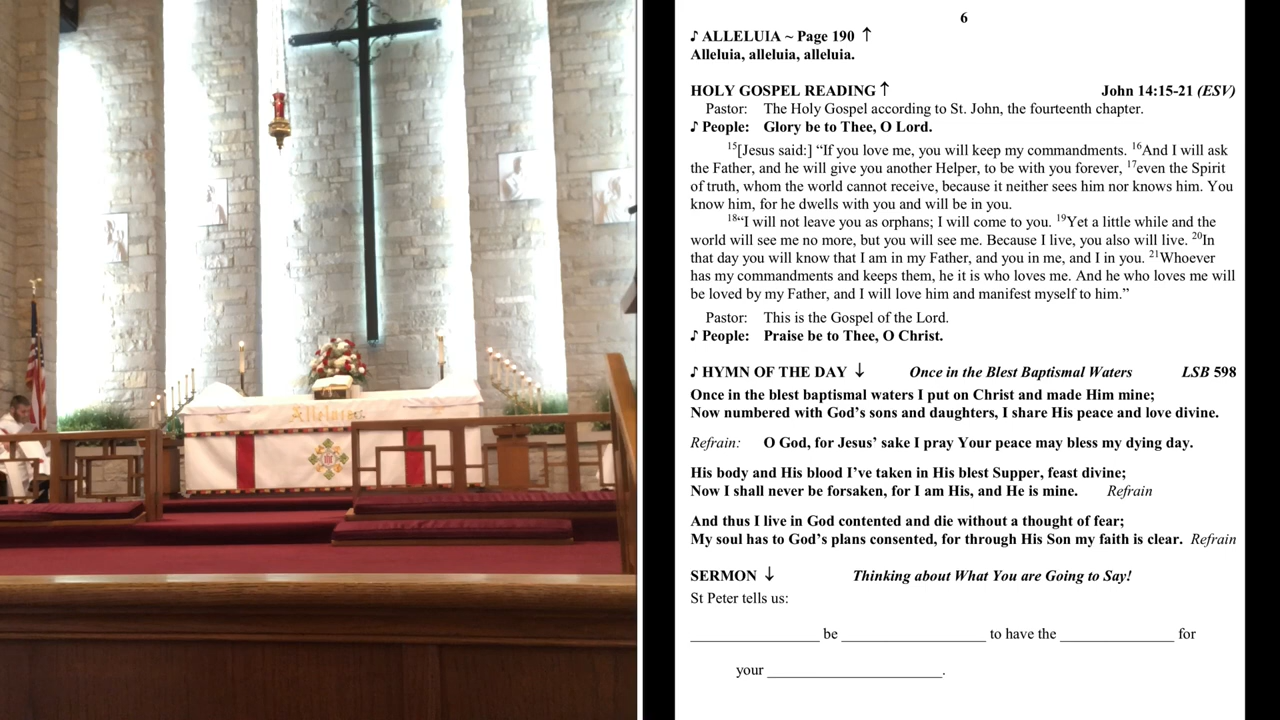 Alleluia
6
♪ ALLELUIA ~ Page 190 ↑
Alleluia, alleluia, alleluia.
HOLY GOSPEL READING ↑ John 14:15-21 (ESV)
Pastor: The Holy Gospel according to St. John, the fourteenth chapter.
♪ People: Glory be to Thee, O Lord.
15[Jesus said:] “If you love me, you will keep my commandments. 16And I will ask
the Father, and he will give you another Helper, to be with you forever, 17even the Spirit
of truth, whom the world cannot receive, because it neither sees him nor knows him. You
know him, for he dwells with you and will be in you.
18“I will not leave you as orphans; I will come to you. 19Yet a little while and the
world will see me no more, but you will see me. Because I live, you also will live. 20In
that day you will know that I am in my Father, and you in me, and I in you. 21Whoever
has my commandments and keeps them, he it is who loves me. And he who loves me will
be loved by my Father, and I will love him and manifest myself to him.”
Pastor: This is the Gospel of the Lord.
♪ People: Praise be to Thee, O Christ.
♪ HYMN OF THE DAY ↓ Once in the Blest Baptismal Waters LSB 598
Once in the blest baptismal waters I put on Christ and made Him mine;
Now numbered with God’s sons and daughters, I share His peace and love divine.
Refrain: O God, for Jesus’ sake I pray Your peace may bless my dying day.
His body and His blood I’ve taken in His blest Supper, feast divine;
Now I shall never be forsaken, for I am His, and He is mine. Refrain
And thus I live in God contented and die without a thought of fear;
My soul has to God’s plans consented, for through His Son my faith is clear. Refrain
SERMON ↓ Thinking about What You are Going to Say!
St Peter tells us:
__________________ be ____________________ to have the ________________ for
your ________________________.